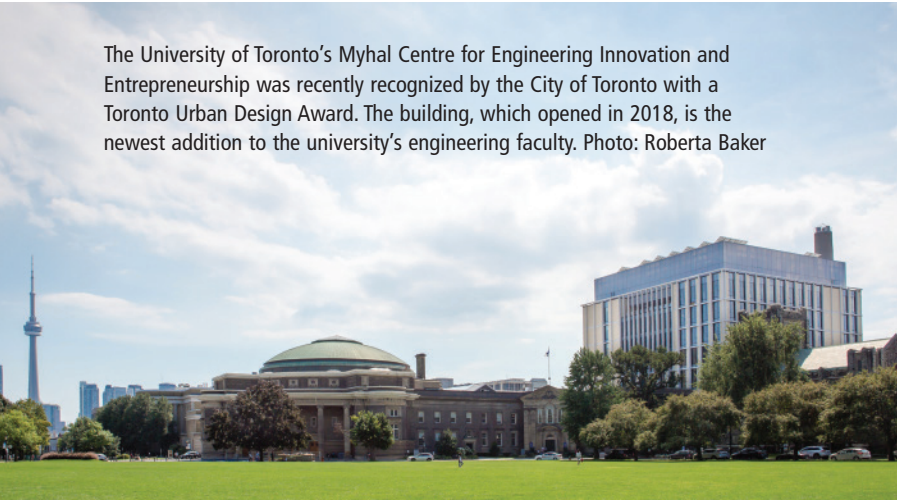 The University of Toronto's Myhal Centre for Engineering Innovation and
Entrepreneurship was recently recognized by the City of Toronto with a
Toronto Urban Design Award. The building, which opened in 2018, is the
newest addition to the university's engineering faculty. Photo: Roberta Baker